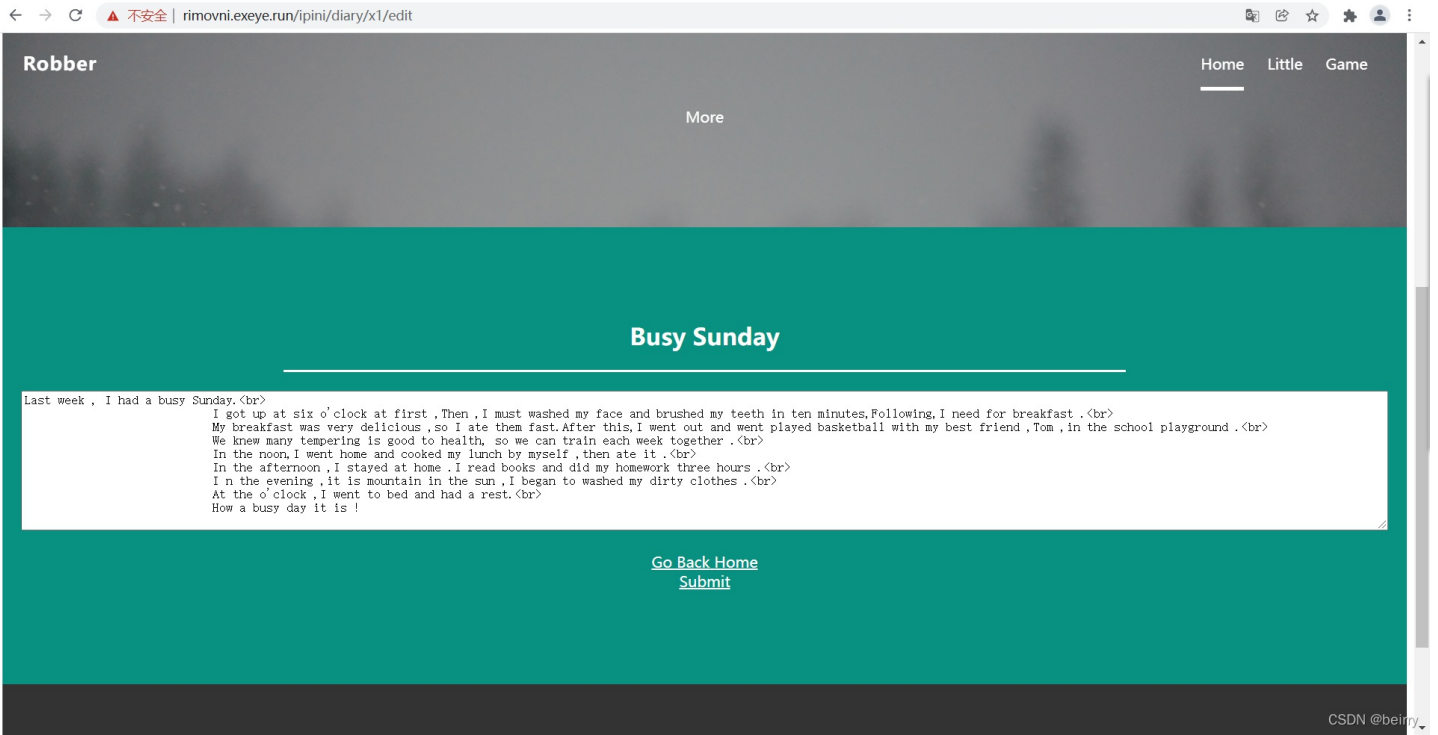 不安全 | rimovni.exeye.run/ipini/diary/x1/edit
Robber
Home Little Game
More
Busy Sunday
Last week , I had a busy Sunday.<br>
I got up at six o'clock at first ,Then ,I must washed my face and brushed my teeth in ten minutes,Following,I need for breakfast .<br>
My breakfast was very delicious ,so I ate them fast.After this,I went out and went played basketball with my best friend ,Tom ,in the school playground .<br>
We knew many tempering is good to health, so we can train each week together .<br>
In the noon,I went home and cooked my lunch by myself ,then ate it .<br>
In the afternoon ,I stayed at home .I read books and did my homework three hours .<br>
I n the evening ,it is mountain in the sun ,I began to washed my dirty clothes .<br>
At the o'clock ,I went to bed and had a rest.<br>
How a busy day it is !
Go Back Home
Submit
CSDN @beirry